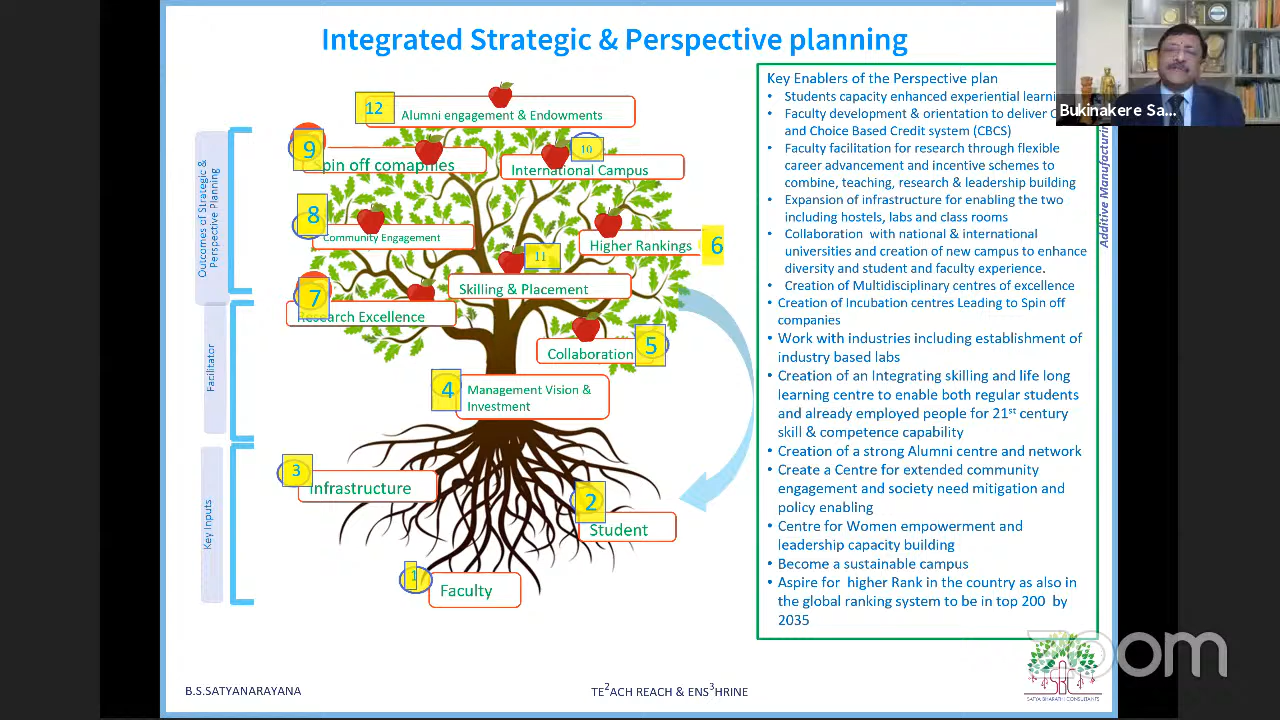 Integrated Strategic & Perspective planning
12
Alumni engagement & Endowments
9
Spin off comapnies
10
International Campus
8
Community Engagement
Higher Rankings
6
11
Skilling & Placement
7
Research Excellence
Collaboration
5
4
Management Vision &
Investment
3
Infrastructure
2
Student
1
Faculty
Outcomes of Strategic &
Perspective Planning
Facilitator
Key Inputs
Key Enablers of the Perspective plan
• Students capacity enhanced experiential
• Faculty development & orientation to deliver
and Choice Based Credit system (CBCS)
• Faculty facilitation for research through flexible
career advancement and incentive schemes to
combine, teaching, research & leadership building
• Expansion of infrastructure for enabling the two
including hostels, labs and class rooms
• Collaboration with national & international
universities and creation of new campus to enhance
diversity and student and faculty experience.
• Creation of Multidisciplinary centres of excellence
• Creation of Incubation centres Leading to Spin off
companies
• Work with industries including establishment of
industry based labs
• Creation of an Integrating skilling and life long
learning centre to enable both regular students
and already employed people for 21st century
skill & competence capability
• Creation of a strong Alumni centre and network
• Create a Centre for extended community
engagement and society need mitigation and
policy enabling
• Centre for Women empowerment and
leadership capacity building
• Become a sustainable campus
• Aspire for higher Rank in the country as also in
the global ranking system to be in top 200 by
2035
Additive
Bukinakere Sa...
zoom
SATYA BHARATHI CONSULTANTS
B.S.SATYANARAYANA
TE2ACH REACH & ENS3HRINE